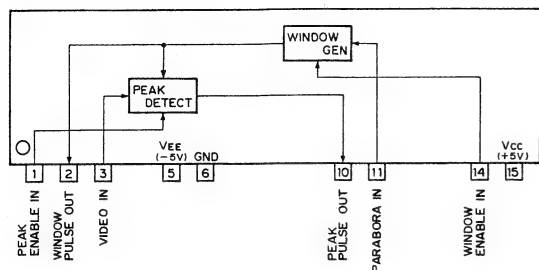 WINDOW
GEN
PEAK
DETECT
VEE
(-5V)
GND
VCC
(+5V)
1
2
3
5
6
10
11
14
15
PEAK
ENABLE IN
WINDOW
PULSE OUT
VIDEO IN
PEAK
PULSE OUT
PARABORA IN
WINDOW
ENABLE IN